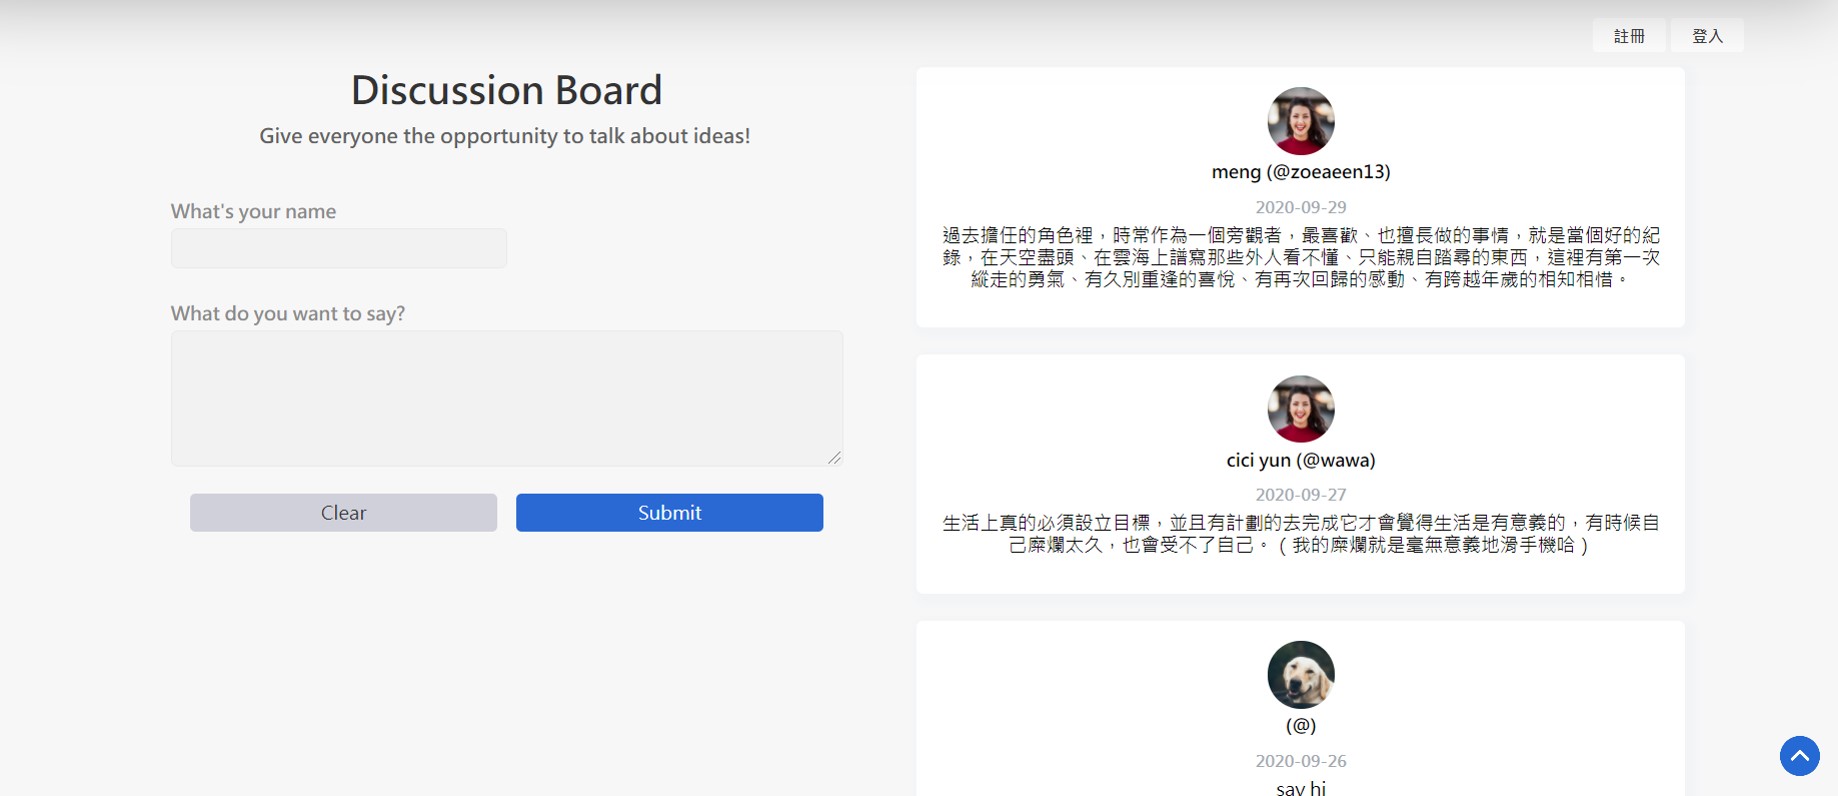 註冊
登入
Discussion Board
Give everyone the opportunity to talk about ideas!
What's your name
What do you want to say?
Clear
Submit
meng (@zoeaeen13)
2020-09-29
過去擔任的角色裡，時常作為一個旁觀者，最喜歡、也擅長做的事情，就是當個好的紀
錄，在天空盡頭、在雲海上譜寫那些外人看不懂、只能親自踏尋的東西，這裡有第一次
縱走的勇氣、有久別重逢的喜悅、有再次回歸的感動、有跨越年歲的相知相惜。
cici yun (@wawa)
2020-09-27
生活上真的必須設立目標，並且有計劃的去完成它才會覺得生活是有意義的，有時候自
己糜爛太久，也會受不了自己。（我的糜爛就是毫無意義地滑手機哈）
(@)
2020-09-26
say hi